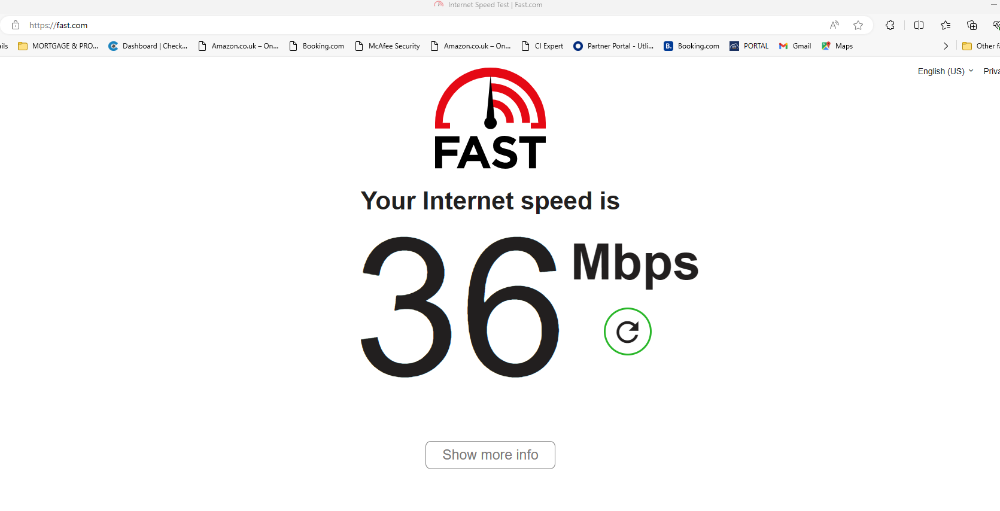 Internet Speed Test | Fast.com
https://fast.com
ils MORTGAGE & PRO... Dashboard | Check... Amazon.co.uk – On... Booking.com McAfee Security Amazon.co.uk – On... CI Expert Partner Portal - Utli... B. Booking.com PORTAL Gmail Maps Other fa
English (US) Priva
FAST
Your Internet speed is
36 Mbps
Show more info